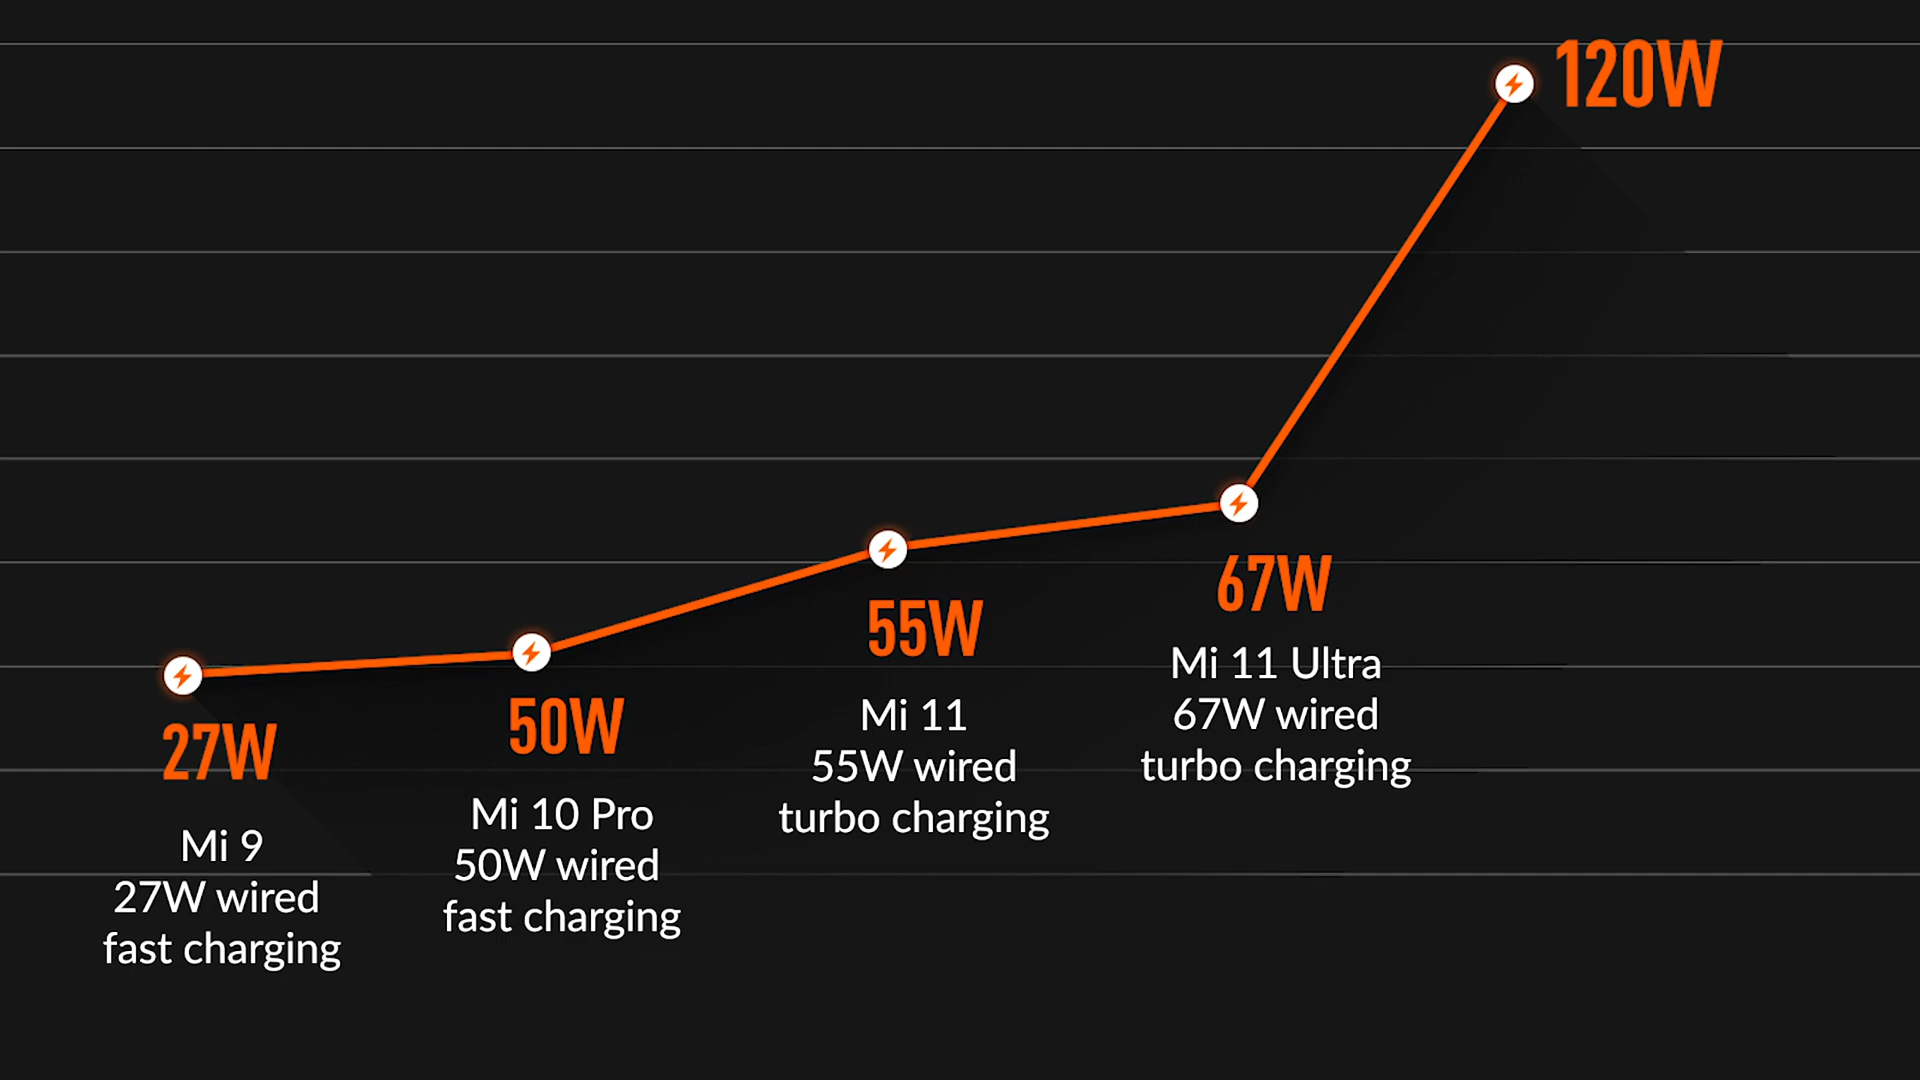 120W
27W
Mi 9
27W wired
fast charging
50W
Mi 10 Pro
50W wired
fast charging
55W
Mi 11
55W wired
turbo charging
67W
Mi 11 Ultra
67W wired
turbo charging